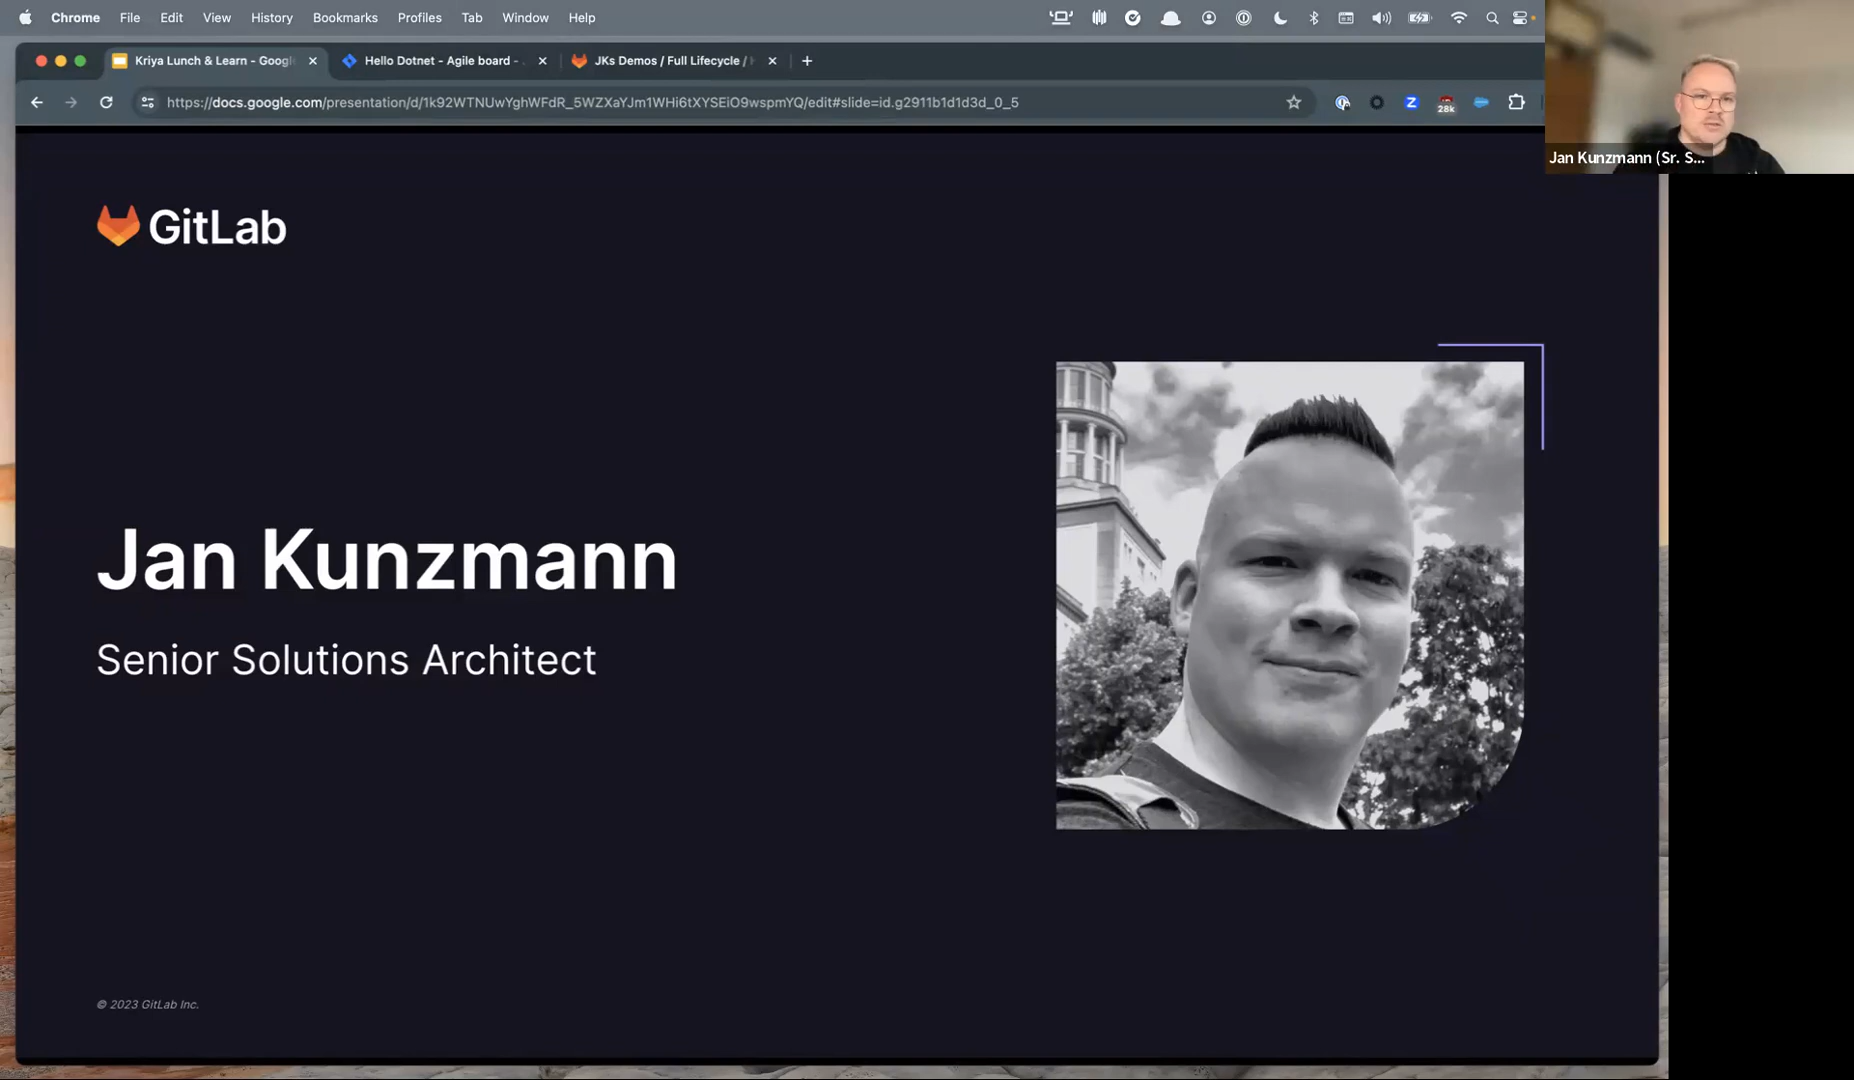 Chrome File Edit View History Bookmarks Profiles Tab Window Help
Kriya Lunch & Learn - Google
Hello Dotnet - Agile board -
JKs Demos / Full Lifecycle /
https://docs.google.com/presentation/d/1k92WTNUwYghWFdR_5WZXaYJm1WHi6tXYSEiO9wspmYQ/edit#slide=id.g2911b1d1d3d_0_5
Z
28k
Jan Kunzmann (Sr. S...
GitLab
Jan Kunzmann
Senior Solutions Architect
© 2023 GitLab Inc.